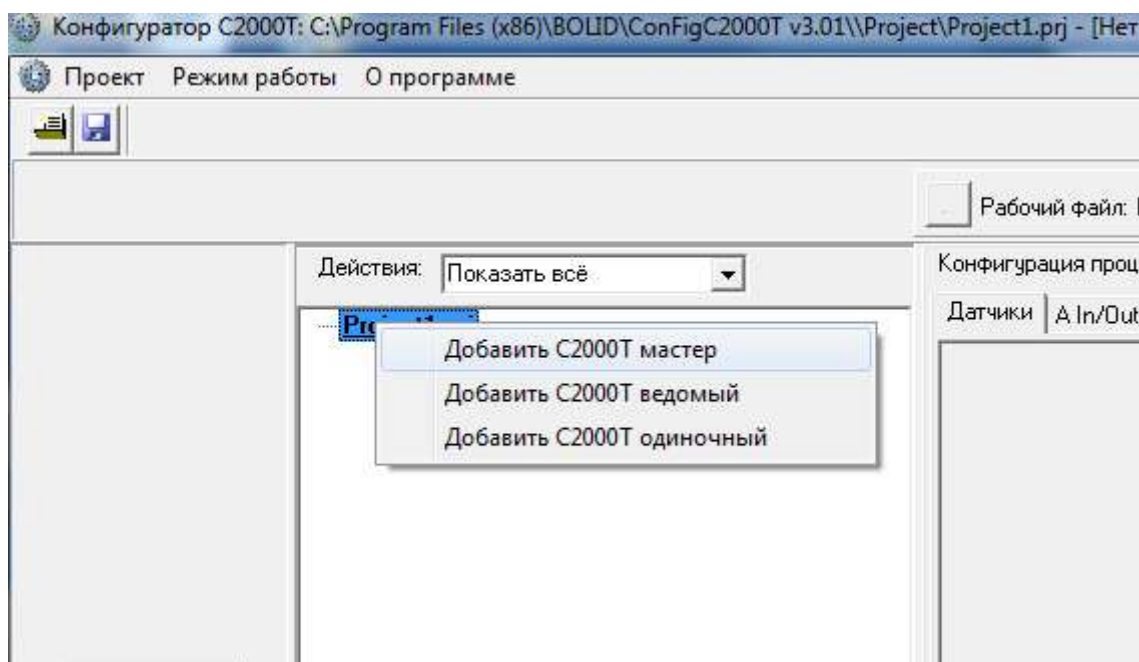 Конфигуратор С2000Т: C:\Program Files (x86)\BOLID\ConFigC2000T v3.01\\Project\Project1.prj - [Нет
Проект Режим работы О программе
Рабочий файл:
Действия: Показать всё
Конфигурация проц
Датчики A In/Out
Добавить С2000Т мастер
Добавить С2000Т ведомый
Добавить С2000Т одиночный